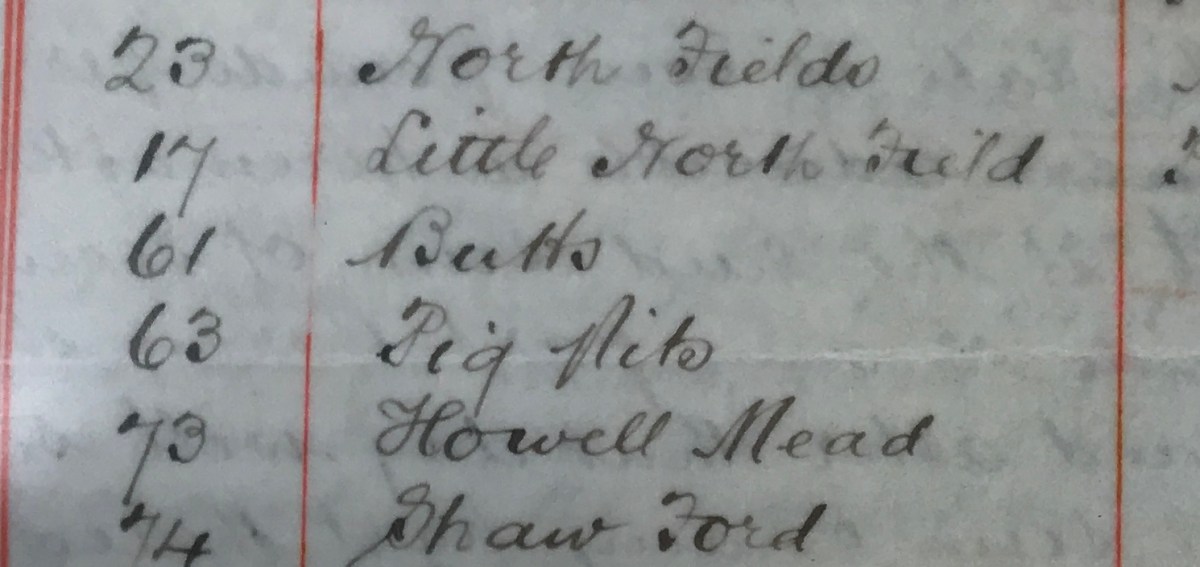 23 North Fields
17 Little North Field
61 Butts
63 Pig Pits
73 Howell Mead
74 Shaw Ford